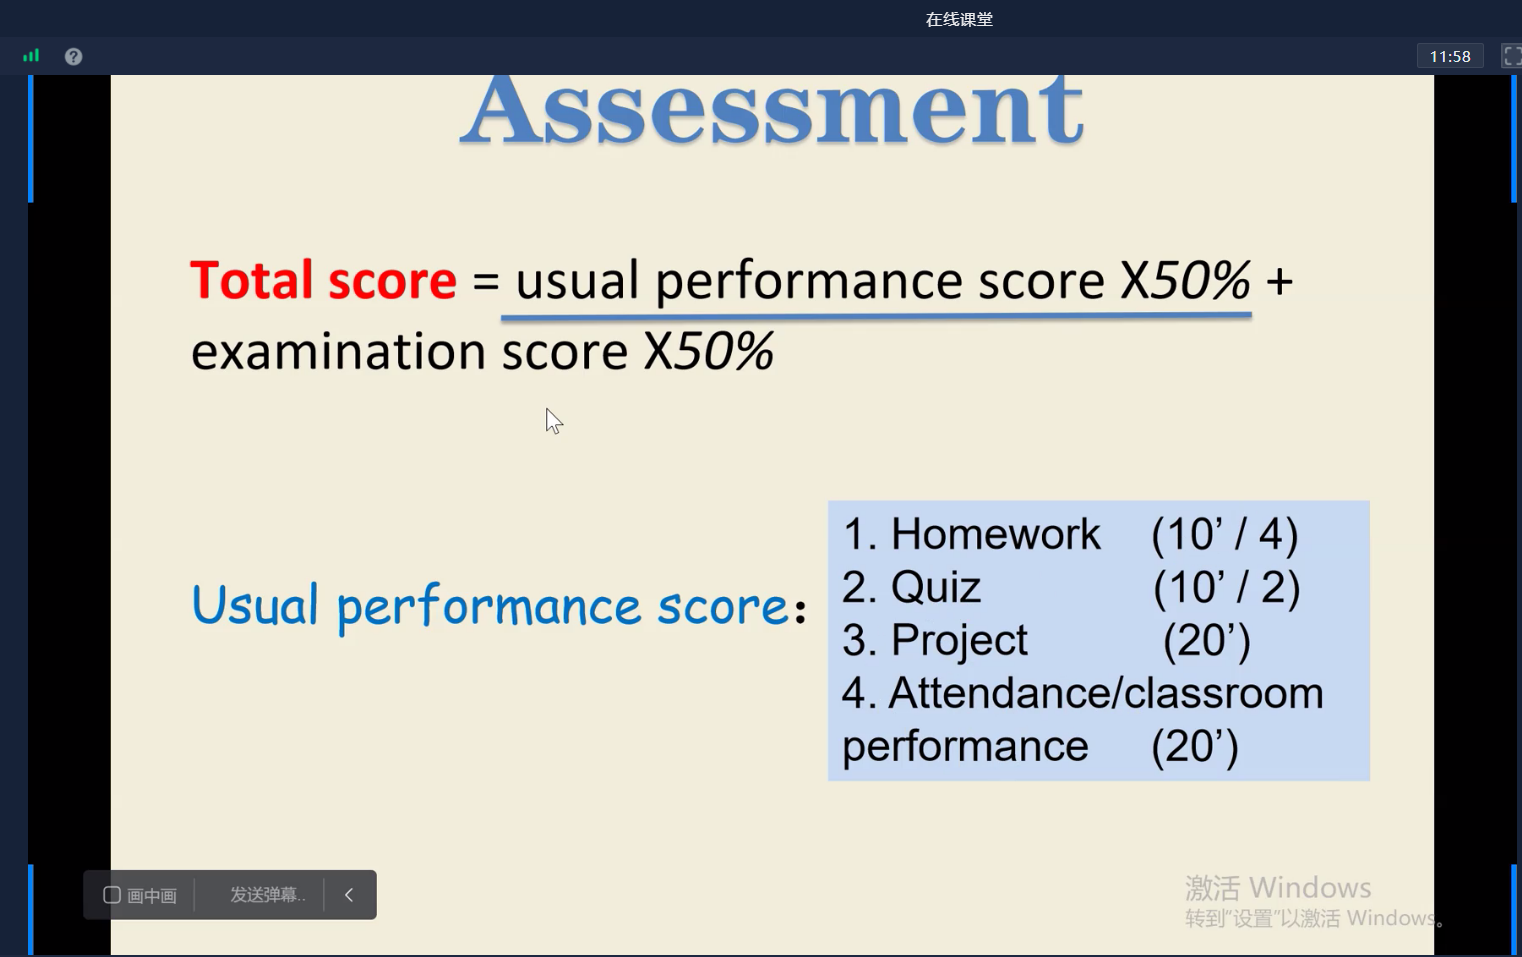 在线课堂
11:58
Assessment
Total score = usual performance score X50% +
examination score X50%
Usual performance score：
1. Homework (10’ / 4)
2. Quiz (10’ / 2)
3. Project (20’)
4. Attendance/classroom
performance (20’)
画中画 发送弹幕..
激活 Windows
转到“设置”以激活 Windows。